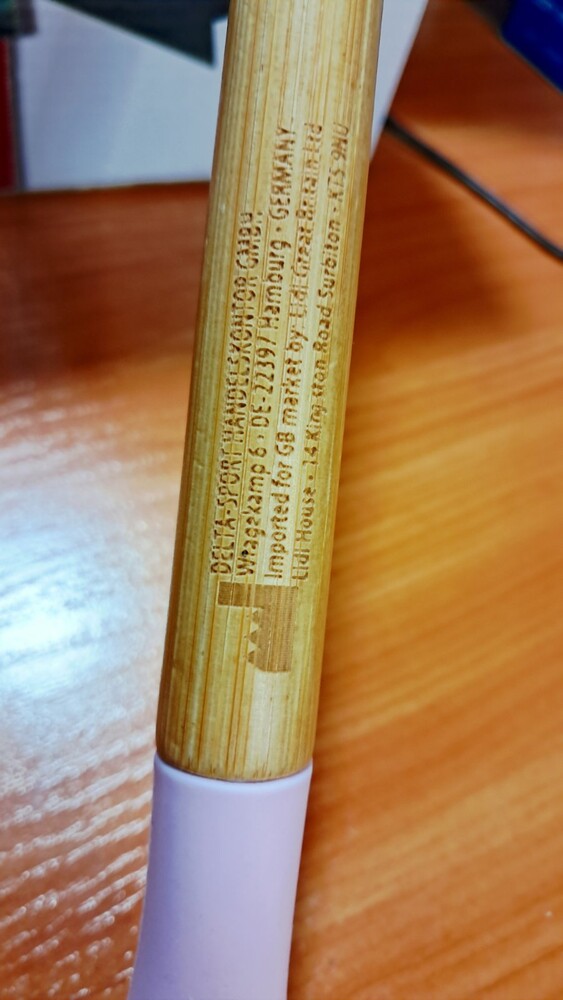 DELTA-SPORT HANDELSKONTOR GMBH
Wragekamp 6 · DE-22397 Hamburg · GERMANY
Imported for GB market by: Lidl Great Britain Ltd
Lidl House · 14 Kingston Road Surbiton · KT5 9NU